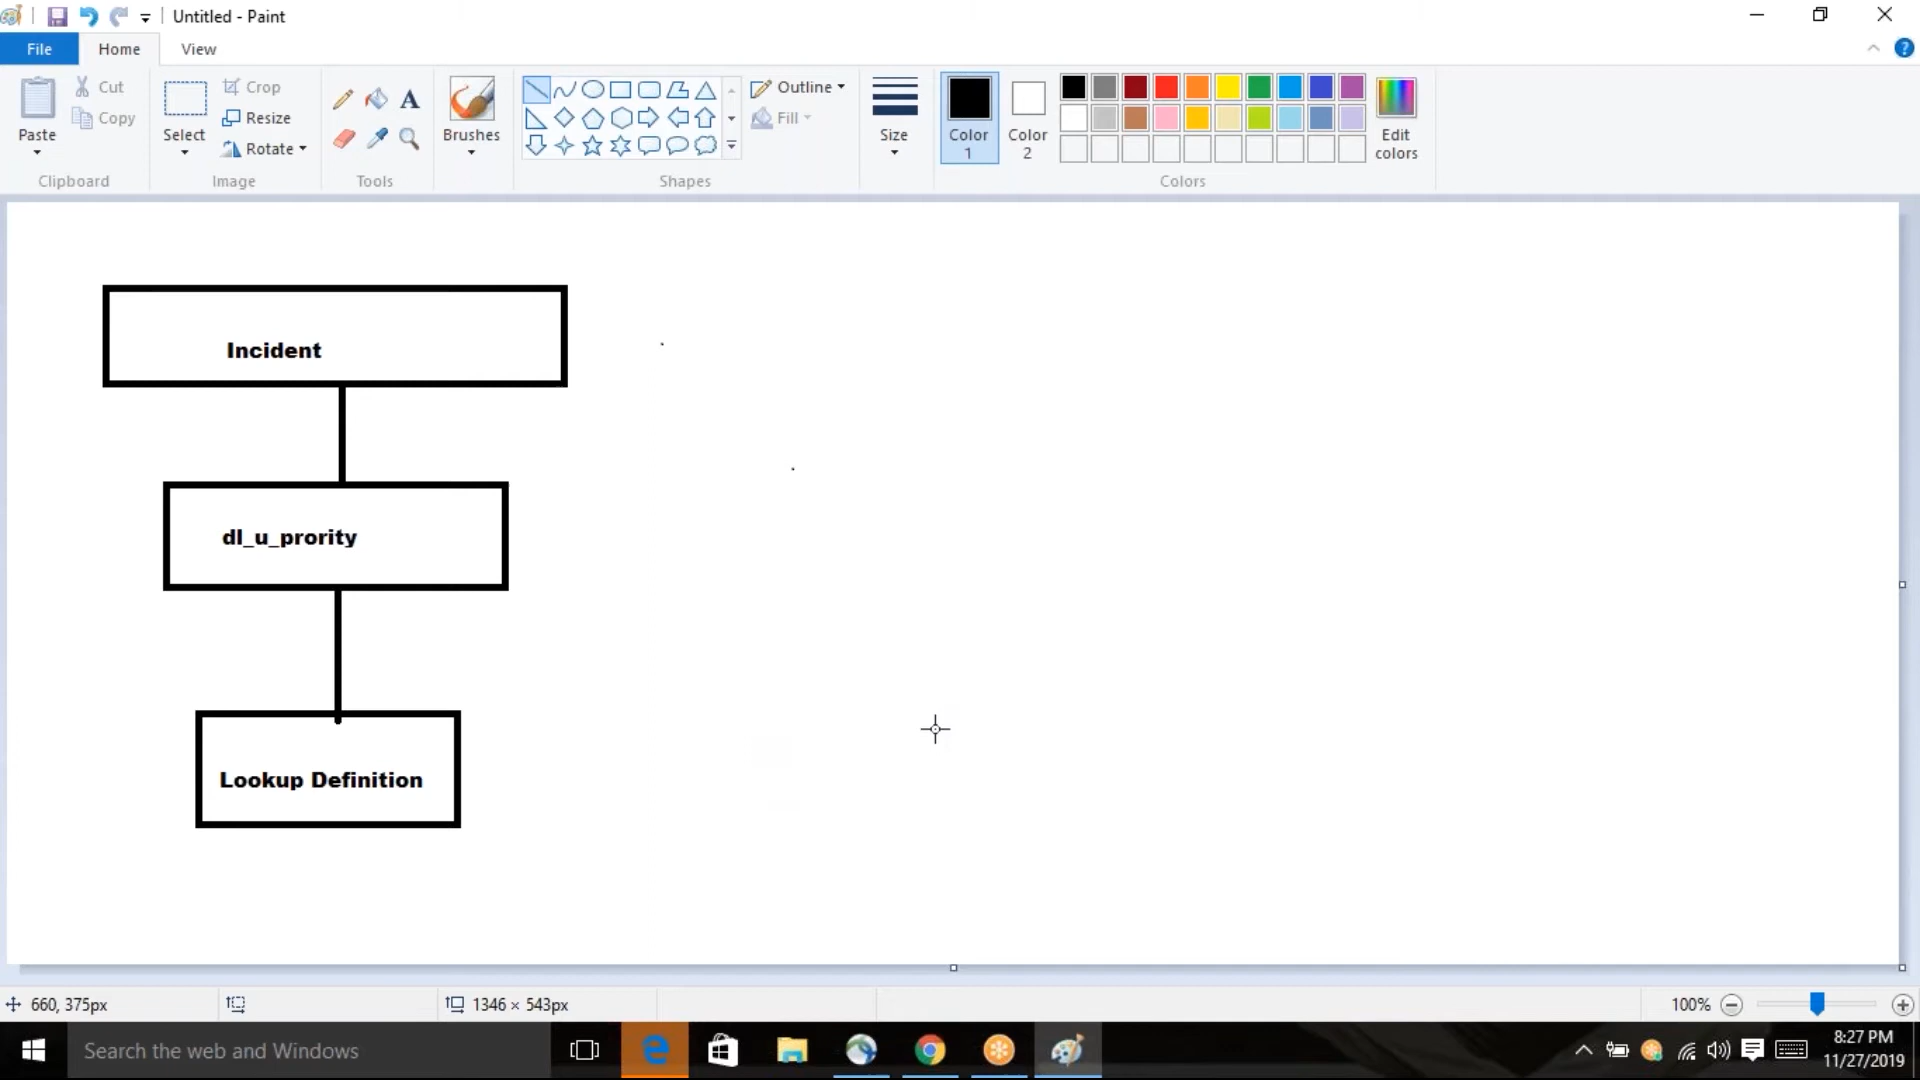 Untitled - Paint
File Home View
Paste
Cut
Copy
Clipboard
Select
Crop
Resize
Rotate
Image
A
Tools
Brushes
Shapes
Outline
Fill
Size
Color 1
Color 2
Edit colors
Colors
Incident
dl_u_prority
Lookup Definition
660, 375px
1346 × 543px
100%
Search the web and Windows
8:27 PM
11/27/2019